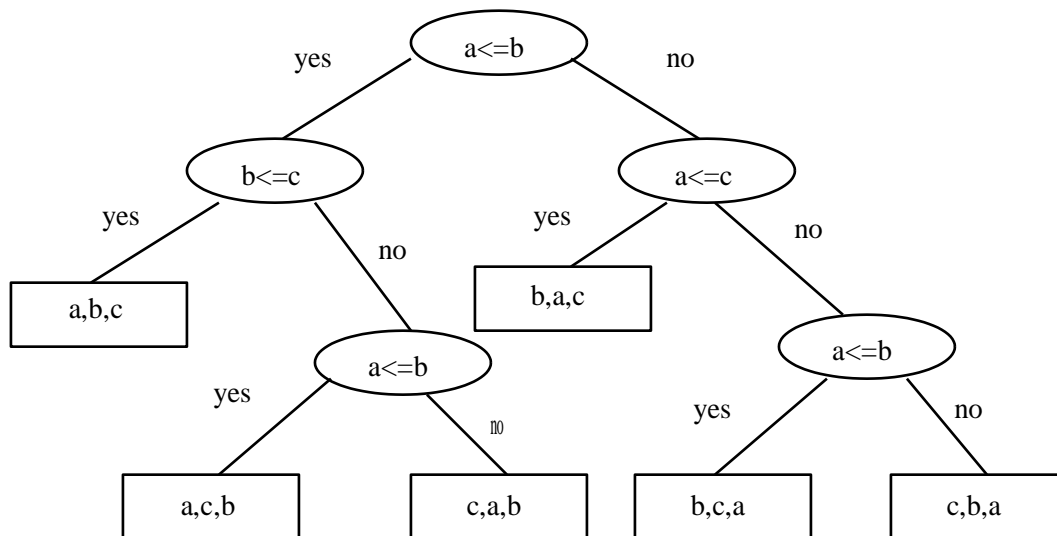 a<=b
yes
no
b<=c
a<=c
yes
no
yes
no
a,b,c
b,a,c
a<=b
a<=b
yes
no
yes
no
a,c,b
c,a,b
b,c,a
c,b,a